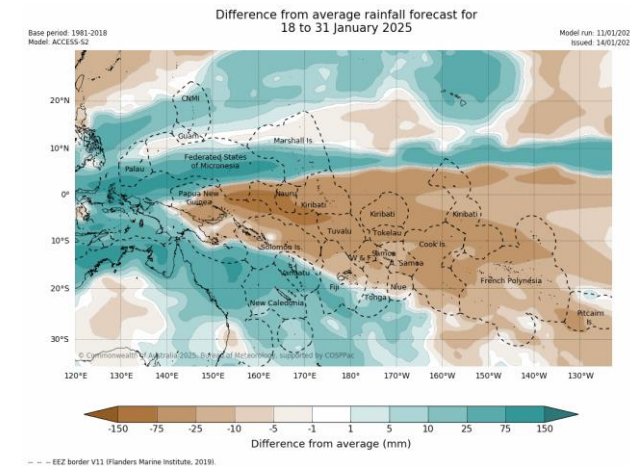 Difference from average rainfall forecast for
18 to 31 January 2025
Base period: 1981-2018
Model: ACCESS-S2
Model run: 11/01/202
Issued: 14/01/202
20°N
10°N
0°
10°S
20°S
30°S
CNMI
Guam
Marshall Is.
Federated States
of Micronesia
Palau
Papua New
Guinea
Nauru
Kiribati
Kiribati
Kiribati
Tuvalu
Tokelau
Solomon Is.
Cook Is.
W & F
Samoa
A. Samoa
Vanuatu
Fiji
Niue
French Polynesia
Tonga
New Caledonia
Pitcairn
Is.
© Commonwealth of Australia 2025, Bureau of Meteorology, supported by COSPPac
120°E 130°E 140°E 150°E 160°E 170°E 180° 170°W 160°W 150°W 140°W 130°W
-150 -75 -25 -10 -5 -1 1 5 10 25 75 150
Difference from average (mm)
– – – EEZ border V11 (Flanders Marine Institute, 2019).